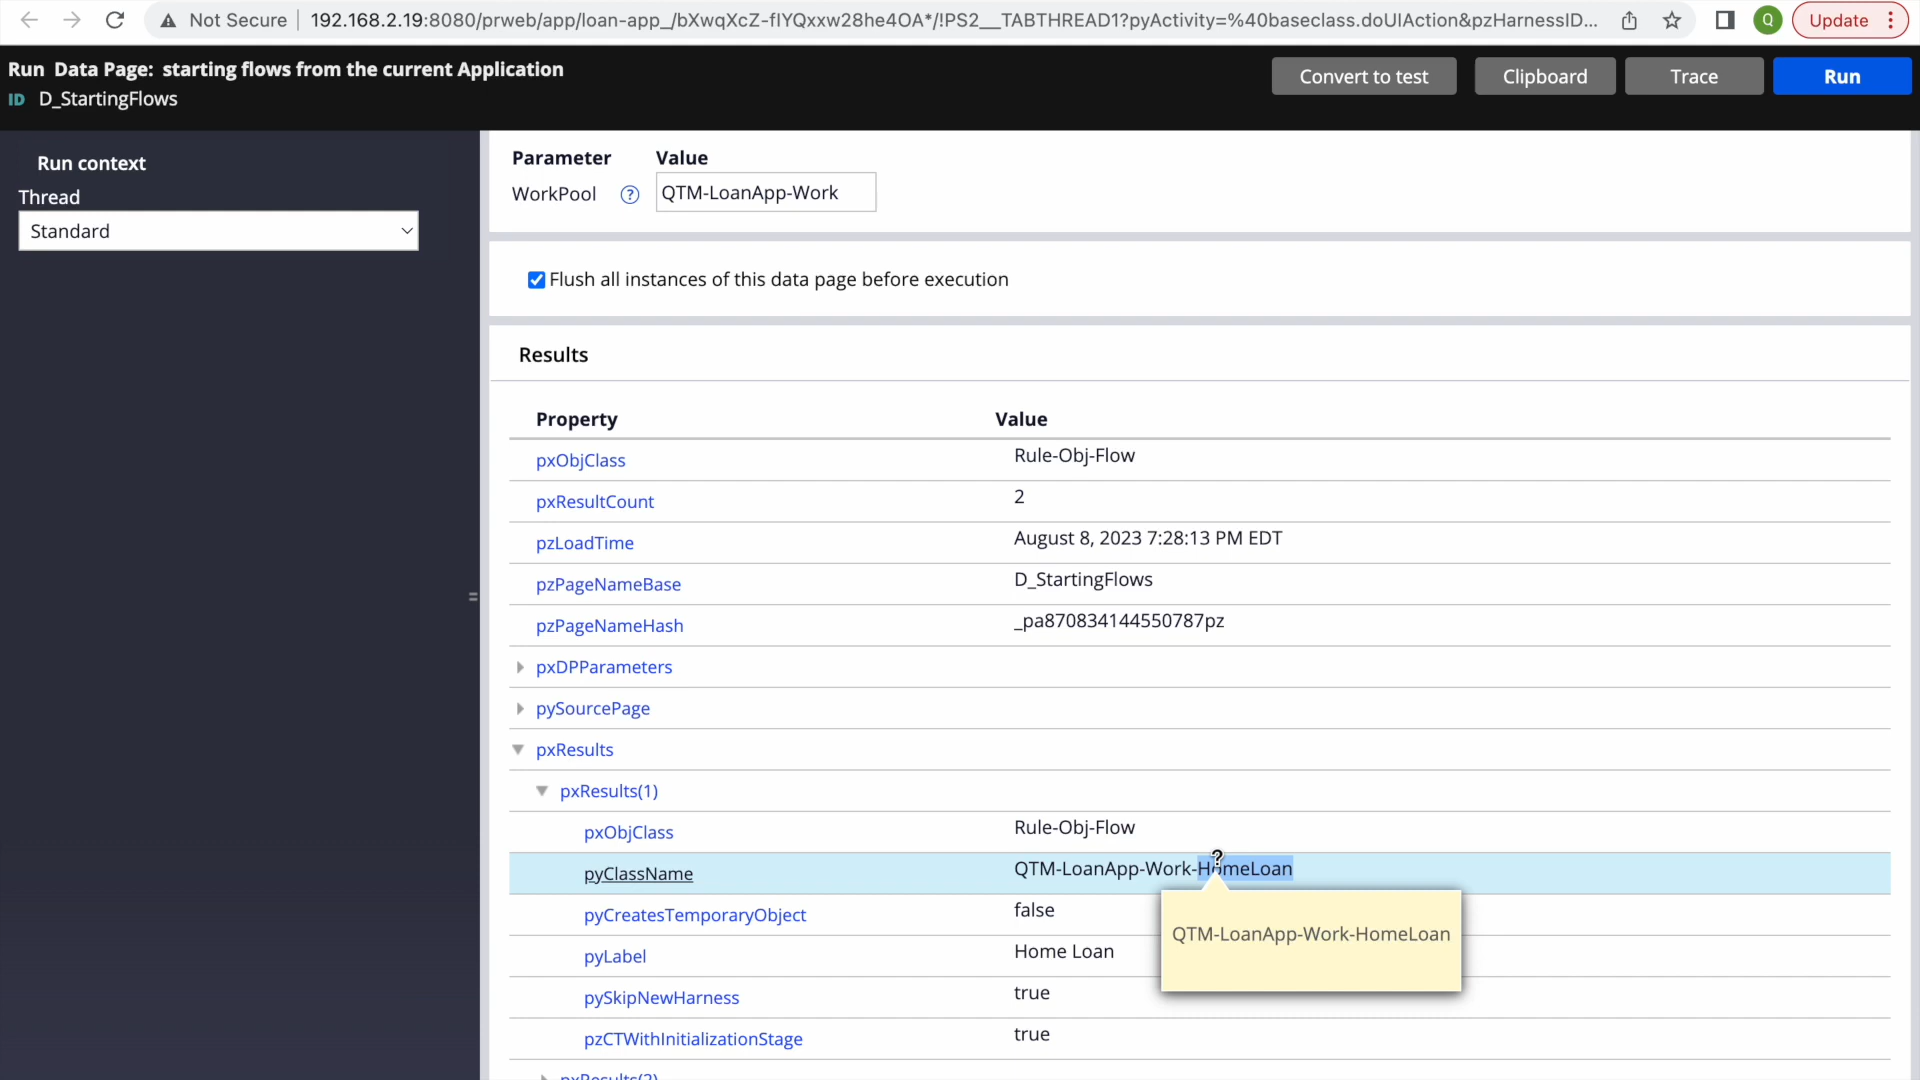 Not Secure 192.168.2.19:8080/prweb/app/loan-app_/bXwqXcZ-flYQxxw28he4OA*/!PS2__TABTHREAD1?pyActivity=%40baseclass.doUIAction&pzHarnessID... Q Update
Run Data Page: starting flows from the current Application
ID D_StartingFlows
Convert to test Clipboard Trace Run
Run context
Thread
Standard
Parameter Value
WorkPool ? QTM-LoanApp-Work
Flush all instances of this data page before execution
Results
Property Value
pxObjClass Rule-Obj-Flow
pxResultCount 2
pzLoadTime August 8, 2023 7:28:13 PM EDT
pzPageNameBase D_StartingFlows
pzPageNameHash _pa870834144550787pz
pxDPParameters
pySourcePage
pxResults
pxResults(1)
pxObjClass Rule-Obj-Flow
pyClassName QTM-LoanApp-Work-HomeLoan
pyCreatesTemporaryObject false
QTM-LoanApp-Work-HomeLoan
pyLabel Home Loan
pySkipNewHarness true
pzCTWithInitializationStage true
pxResults(2)